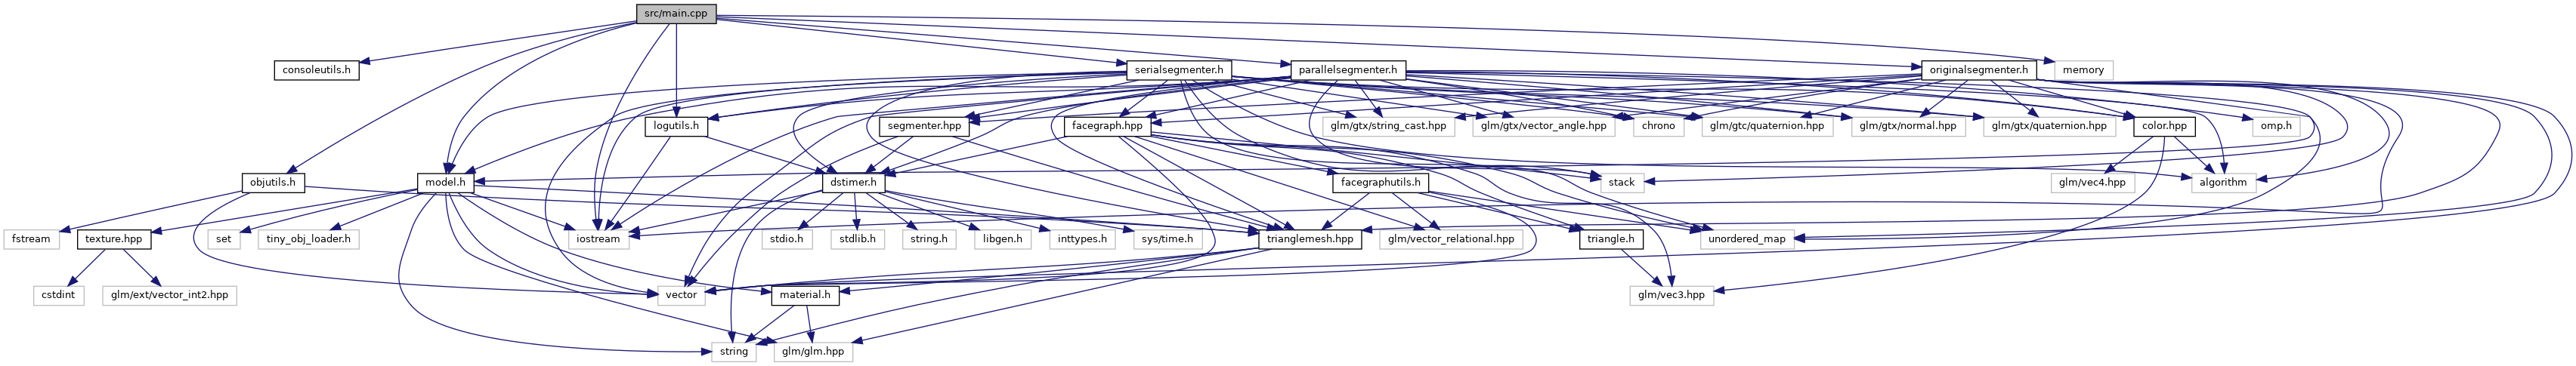 src/main.cpp
consoleutils.h
serialsegmenter.h
parallelsegmenter.h
originalsegmenter.h
memory
logutils.h
segmenter.hpp
facegraph.hpp
glm/gtx/string_cast.hpp
glm/gtx/vector_angle.hpp
chrono
glm/gtc/quaternion.hpp
glm/gtx/normal.hpp
glm/gtx/quaternion.hpp
color.hpp
omp.h
objutils.h
model.h
dstimer.h
facegraphutils.h
stack
glm/vec4.hpp
algorithm
fstream
texture.hpp
set
tiny_obj_loader.h
iostream
stdio.h
stdlib.h
string.h
libgen.h
inttypes.h
sys/time.h
trianglemesh.hpp
glm/vector_relational.hpp
triangle.h
unordered_map
cstdint
glm/ext/vector_int2.hpp
vector
material.h
glm/vec3.hpp
string
glm/glm.hpp